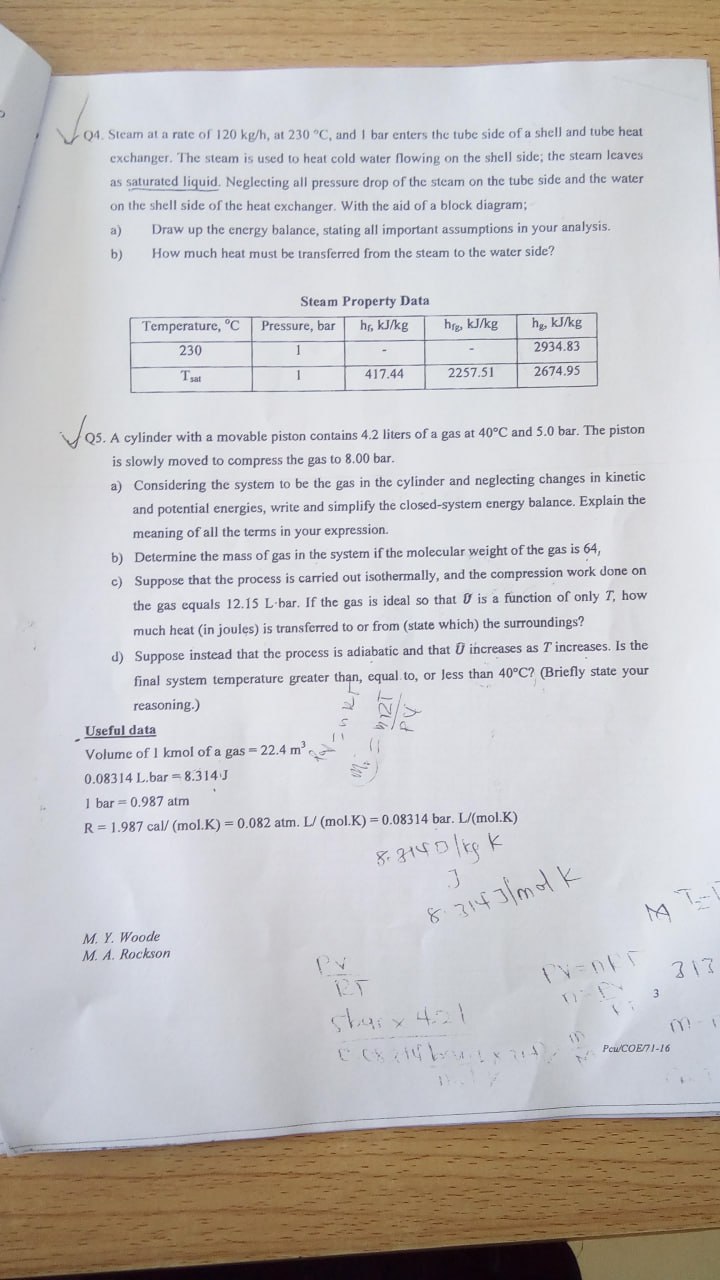 Q4. Steam at a rate of 120 kg/h, at 230 °C, and 1 bar enters the tube side of a shell and tube heat
exchanger. The steam is used to heat cold water flowing on the shell side; the steam leaves
as saturated liquid. Neglecting all pressure drop of the steam on the tube side and the water
on the shell side of the heat exchanger. With the aid of a block diagram;
a) Draw up the energy balance, stating all important assumptions in your analysis.
b) How much heat must be transferred from the steam to the water side?
Steam Property Data
Temperature, °C Pressure, bar hf, kJ/kg hfg, kJ/kg hg, kJ/kg
230 1 - - 2934.83
Tsat 1 417.44 2257.51 2674.95
Q5. A cylinder with a movable piston contains 4.2 liters of a gas at 40°C and 5.0 bar. The piston
is slowly moved to compress the gas to 8.00 bar.
a) Considering the system to be the gas in the cylinder and neglecting changes in kinetic
and potential energies, write and simplify the closed-system energy balance. Explain the
meaning of all the terms in your expression.
b) Determine the mass of gas in the system if the molecular weight of the gas is 64,
c) Suppose that the process is carried out isothermally, and the compression work done on
the gas equals 12.15 L·bar. If the gas is ideal so that Û is a function of only T, how
much heat (in joules) is transferred to or from (state which) the surroundings?
d) Suppose instead that the process is adiabatic and that Û increases as T increases. Is the
final system temperature greater than, equal to, or less than 40°C? (Briefly state your
reasoning.)
PV = nRT
= nRT
PV
Useful data
Volume of 1 kmol of a gas = 22.4 m³
0.08314 L.bar = 8.314 J
1 bar = 0.987 atm
R = 1.987 cal/ (mol.K) = 0.082 atm. L/ (mol.K) = 0.08314 bar. L/(mol.K)
8.314 /kg K
J
8.314 J/mol K
M. Y. Woode
M. A. Rockson
PV
RT
PV = nRT
313
5bar x 4.2l
3
Pcu/COE/71-16